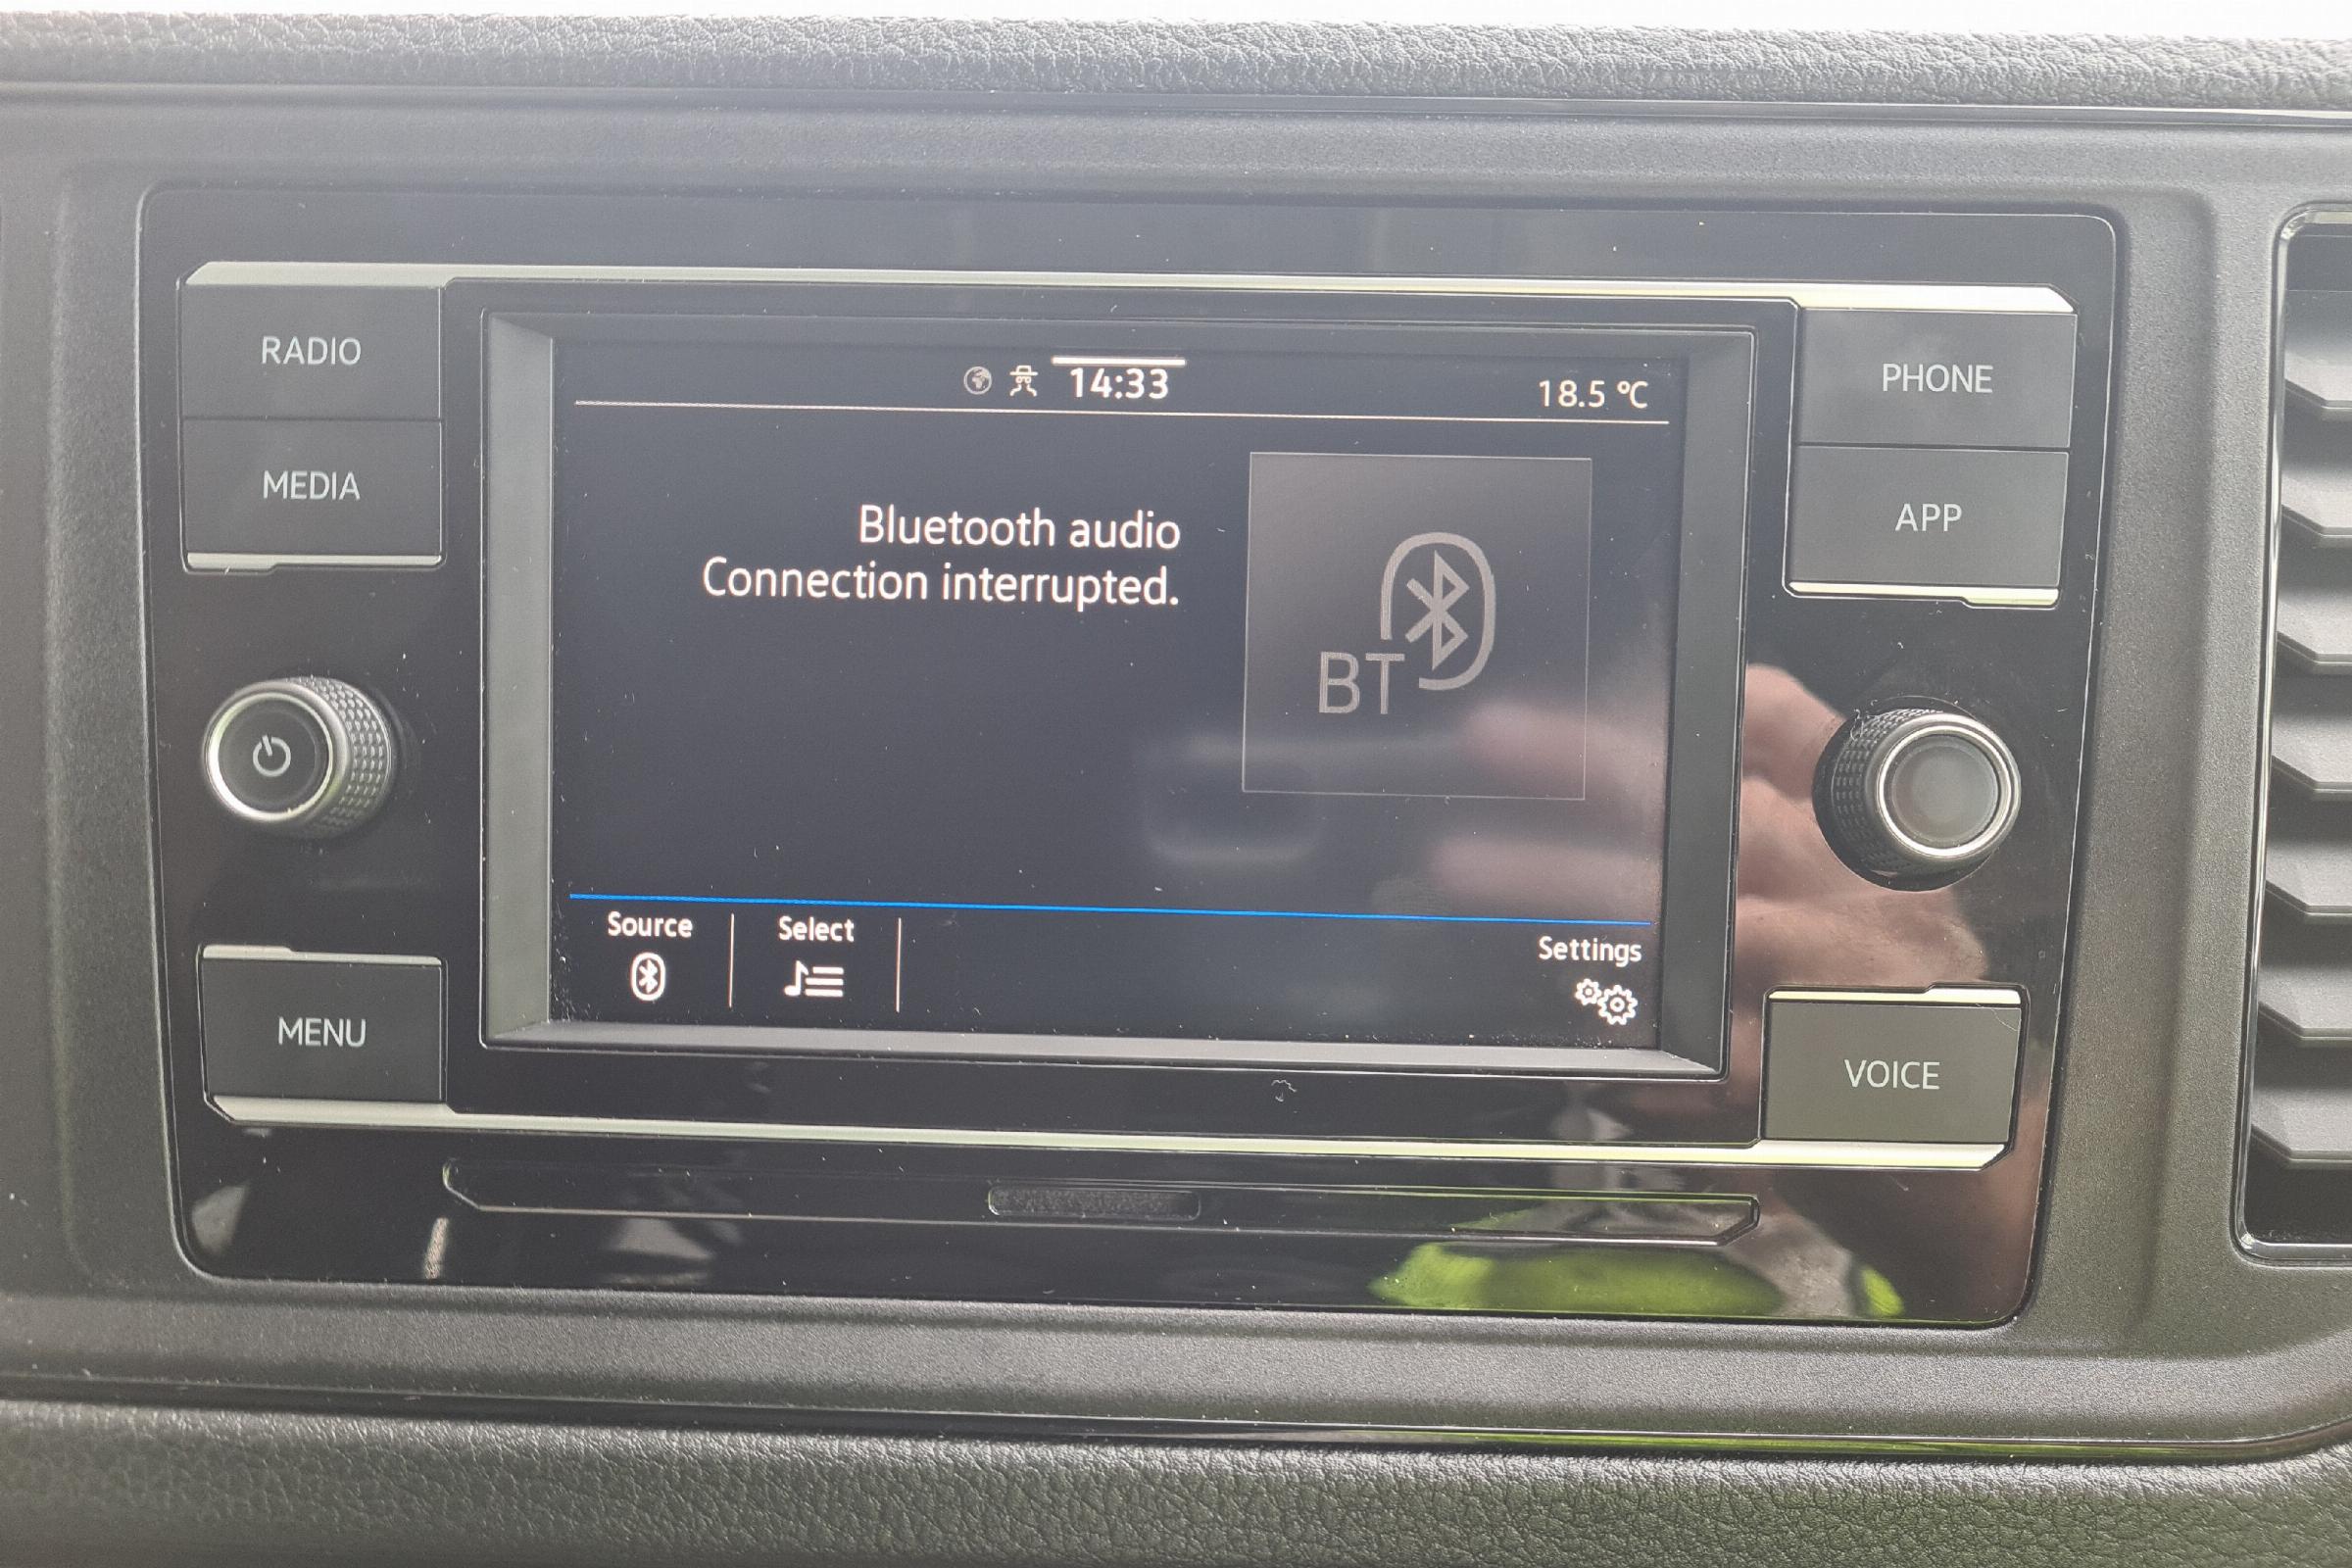 RADIO
MEDIA
MENU
14:33
18.5 °C
Bluetooth audio
Connection interrupted.
BT
Source
Select
Settings
PHONE
APP
VOICE